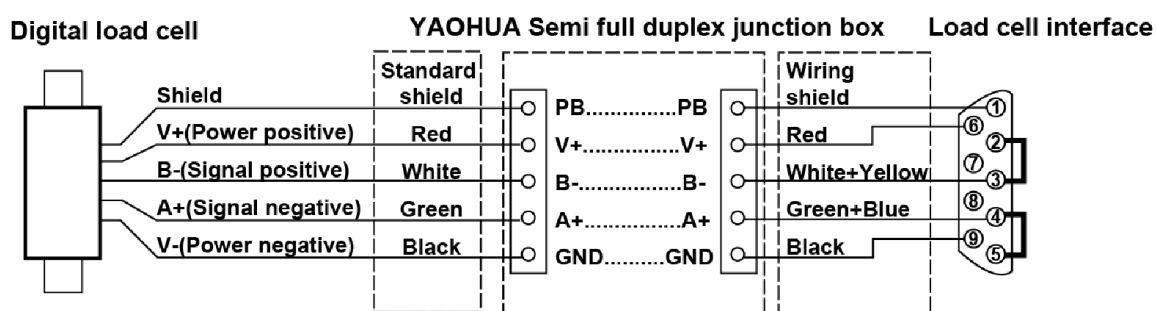 Digital load cell
YAOHUA Semi full duplex junction box
Load cell interface
Standard
shield
Wiring
shield
Shield
PB...............PB
1
V+(Power positive)
Red
V+................V+
Red
6
2
B-(Signal positive)
White
B-.................B-
White+Yellow
7
3
A+(Signal negative)
Green
A+................A+
Green+Blue
8
4
V-(Power negative)
Black
GND..........GND
Black
9
5